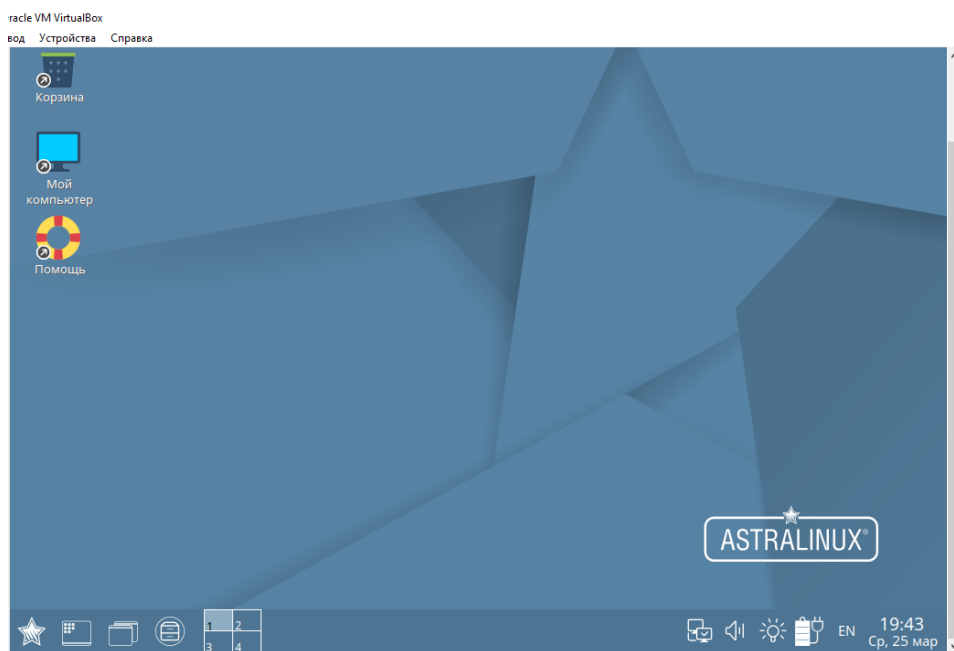 racle VM VirtualBox
вод Устройства Справка
Корзина
Мой
компьютер
Помощь
ASTRALINUX®
1 2
3 4
EN
19:43
Ср, 25 мар